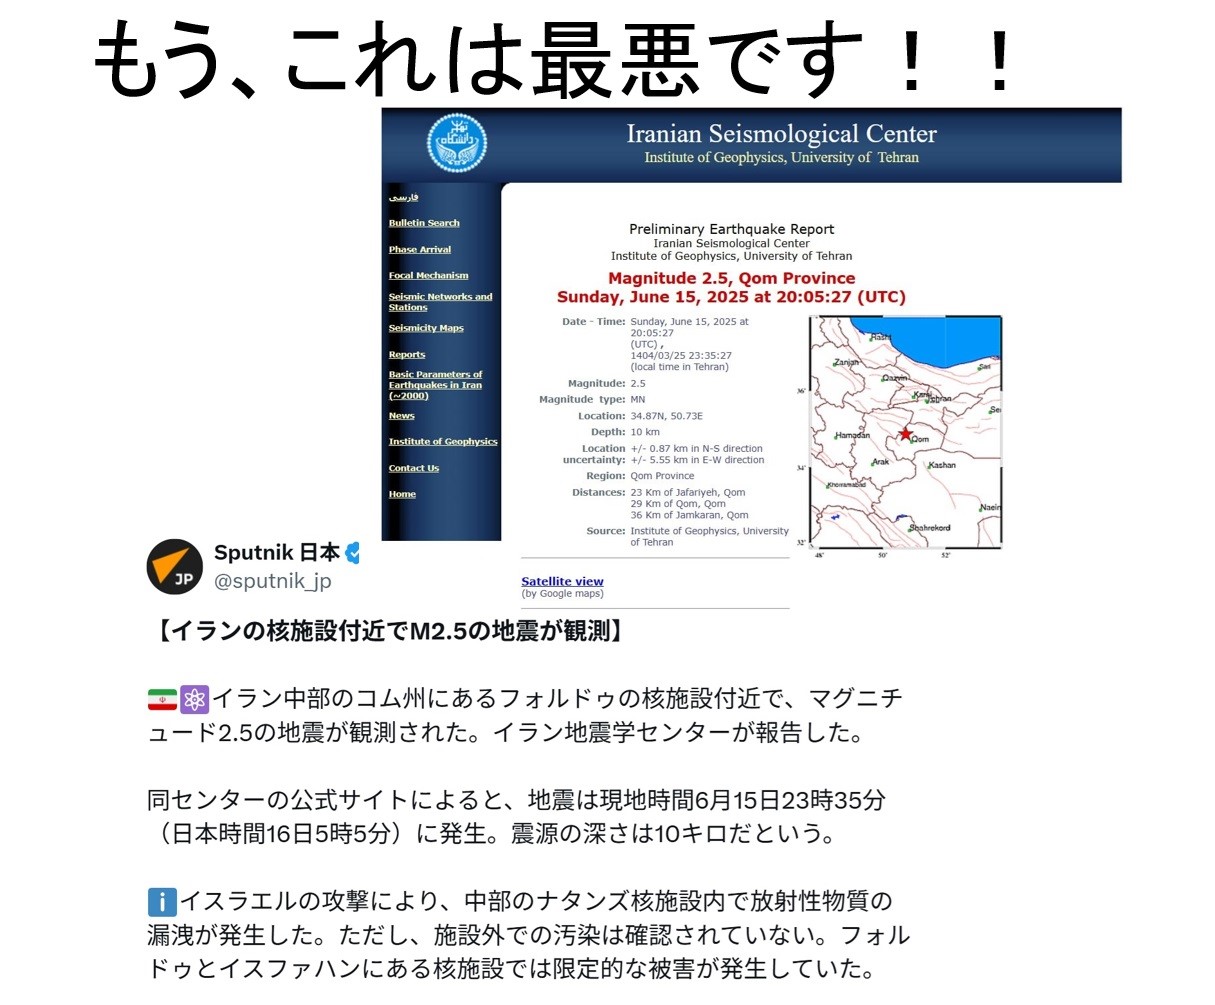 もう、これは最悪です！！
Iranian Seismological Center
Institute of Geophysics, University of Tehran
فارسی
Bulletin Search
Phase Arrival
Focal Mechanism
Seismic Networks and
Stations
Seismicity Maps
Reports
Basic Parameters of
Earthquakes in Iran
(~2000)
News
Institute of Geophysics
Contact Us
Home
Preliminary Earthquake Report
Iranian Seismological Center
Institute of Geophysics, University of Tehran
Magnitude 2.5, Qom Province
Sunday, June 15, 2025 at 20:05:27 (UTC)
Date - Time: Sunday, June 15, 2025 at
20:05:27
(UTC) ,
1404/03/25 23:35:27
(local time in Tehran)
Magnitude: 2.5
Magnitude type: MN
Location: 34.87N, 50.73E
Depth: 10 km
Location +/- 0.87 km in N-S direction
uncertainty: +/- 5.55 km in E-W direction
Region: Qom Province
Distances: 23 Km of Jafariyeh, Qom
29 Km of Qom, Qom
36 Km of Jamkaran, Qom
Source: Institute of Geophysics, University
of Tehran
Rasht
Zanjan
Sari
Qazvin
Karaj
Tehran
36°
Hamadan
Qom
Arak
Kashan
34°
Khorramabad
Naein
Shahrekord
32°
48°
50°
52°
Satellite view
(by Google maps)
JP
Sputnik 日本
@sputnik_jp
【イランの核施設付近でM2.5の地震が観測】
イラン中部のコム州にあるフォルドゥの核施設付近で、マグニチ
ュード2.5の地震が観測された。イラン地震学センターが報告した。
同センターの公式サイトによると、地震は現地時間6月15日23時35分
（日本時間16日5時5分）に発生。震源の深さは10キロだという。
イスラエルの攻撃により、中部のナタンズ核施設内で放射性物質の
漏洩が発生した。ただし、施設外での汚染は確認されていない。フォル
ドゥとイスファハンにある核施設では限定的な被害が発生していた。